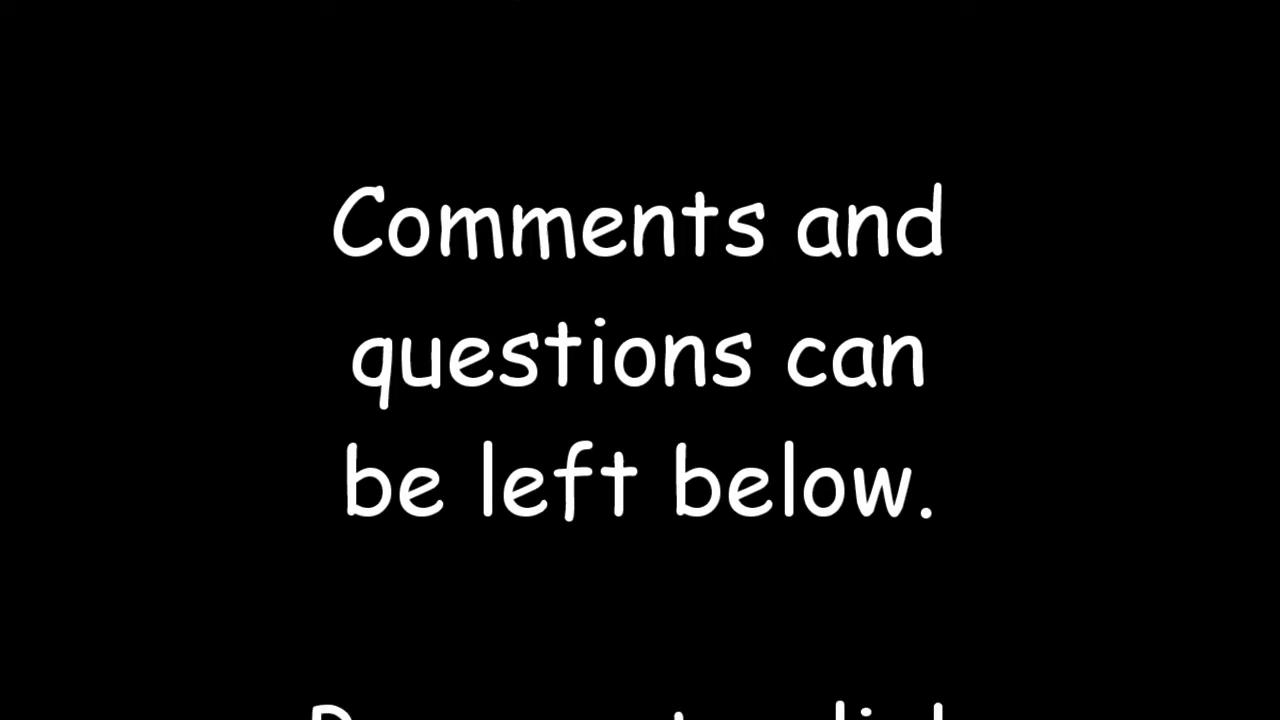 Comments and
questions can
be left below.